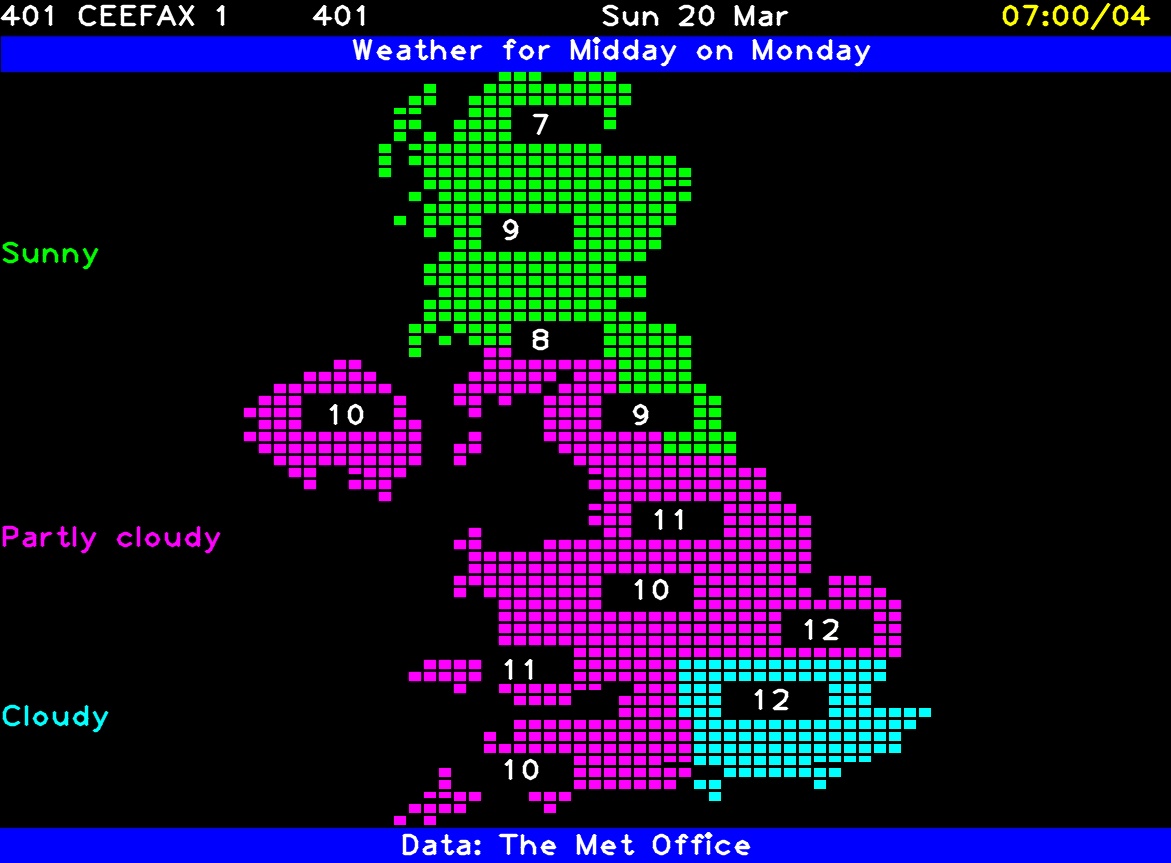 401 CEEFAX 1 401 Sun 20 Mar 07:00/04
Weather for Midday on Monday
7
9
Sunny
8
10 9
11
Partly cloudy
10
12
11
12
Cloudy
10
Data: The Met Office